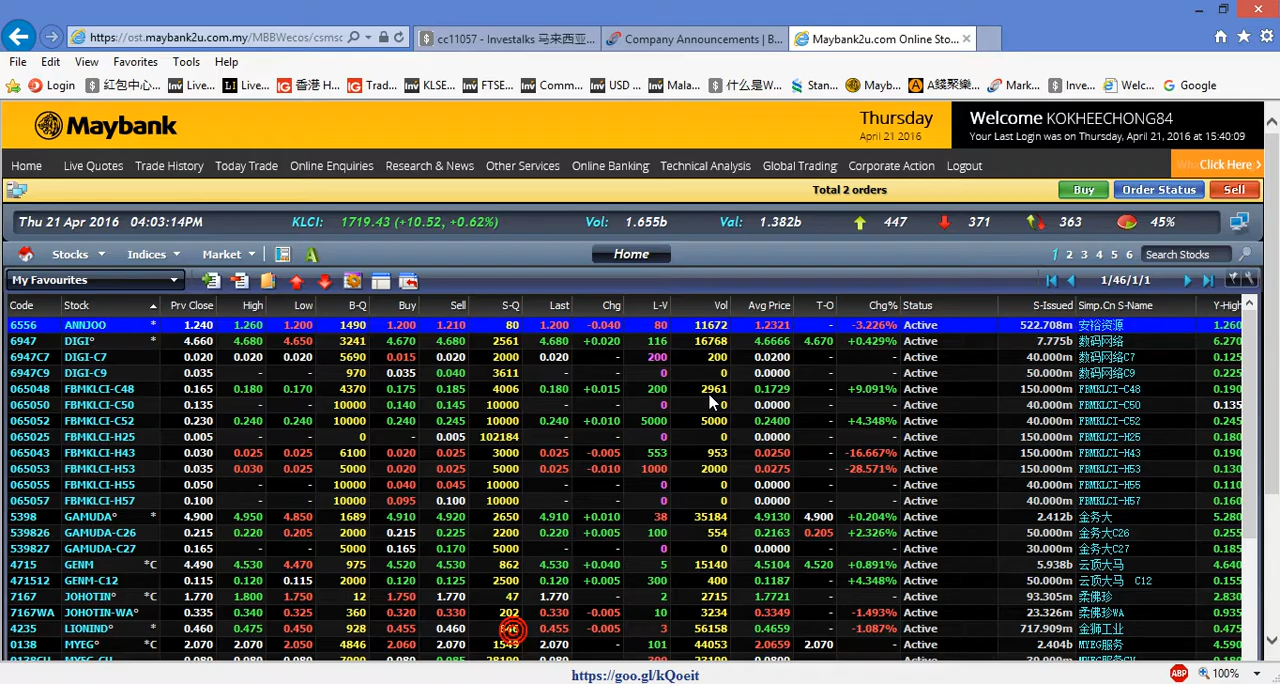 https://ost.maybank2u.com.my/MBBWecos/csmsc
cc11057 - Investalks 马来西亚...
Company Announcements | B...
Maybank2u.com Online Sto...
File Edit View Favorites Tools Help
Login 红包中心... Live... Live... 香港 H... Trad... KLSE... FTSE... Comm... USD ... Mala... 什么是W... Stan... Mayb... A錢聚樂... Mark... Inve... Welc... Google
Maybank
Thursday
April 21 2016
Welcome KOKHEECHONG84
Your Last Login was on Thursday, April 21, 2016 at 15:40:09
Home Live Quotes Trade History Today Trade Online Enquiries Research & News Other Services Online Banking Technical Analysis Global Trading Corporate Action Logout Click Here >
Total 2 orders Buy Order Status Sell
Thu 21 Apr 2016 04:03:14PM KLCI: 1719.43 (+10.52, +0.62%) Vol: 1.655b Val: 1.382b 447 371 363 45%
Stocks Indices Market A Home 1 2 3 4 5 6 Search Stocks
My Favourites 1/46/1/1
Code Stock Prv Close High Low B-Q Buy Sell S-Q Last Chg L-V Vol Avg Price T-O Chg% Status S-Issued Simp.Cn S-Name Y-High
6556 ANNJOO * 1.240 1.260 1.200 1490 1.200 1.210 80 1.200 -0.040 80 11672 1.2321 - -3.226% Active 522.708m 安裕资源 1.260
6947 DIGI° * 4.660 4.680 4.650 3241 4.670 4.680 2561 4.680 +0.020 116 16768 4.6666 4.670 +0.429% Active 7.775b 数码网络 6.270
6947C7 DIGI-C7 0.020 0.020 0.020 5690 0.015 0.020 2000 0.020 - 200 200 0.0200 - - Active 40.000m 数码网络C7 0.125
6947C9 DIGI-C9 0.035 - - 970 0.035 0.040 3611 - - 0 0 0.0000 - - Active 50.000m 数码网络C9 0.225
065048 FBMKLCI-C48 0.165 0.180 0.170 4370 0.175 0.185 4006 0.180 +0.015 200 2961 0.1729 - +9.091% Active 150.000m FBMKLCI-C48 0.190
065050 FBMKLCI-C50 0.135 - - 10000 0.140 0.145 10000 - - 0 0 0.0000 - - Active 40.000m FBMKLCI-C50 0.135
065052 FBMKLCI-C52 0.230 0.240 0.240 10000 0.240 0.245 10000 0.240 +0.010 5000 5000 0.2400 - +4.348% Active 40.000m FBMKLCI-C52 0.240
065025 FBMKLCI-H25 0.005 - - 0 - 0.005 102184 - - 0 0 0.0000 - - Active 150.000m FBMKLCI-H25 0.180
065043 FBMKLCI-H43 0.030 0.025 0.025 6100 0.020 0.025 3000 0.025 -0.005 553 953 0.0250 - -16.667% Active 150.000m FBMKLCI-H43 0.190
065053 FBMKLCI-H53 0.035 0.030 0.025 5000 0.020 0.025 5000 0.025 -0.010 1000 2000 0.0275 - -28.571% Active 150.000m FBMKLCI-H53 0.130
065055 FBMKLCI-H55 0.050 - - 10000 0.040 0.045 10000 - - 0 0 0.0000 - - Active 40.000m FBMKLCI-H55 0.110
065057 FBMKLCI-H57 0.100 - - 10000 0.095 0.100 10000 - - 0 0 0.0000 - - Active 40.000m FBMKLCI-H57 0.160
5398 GAMUDA° * 4.900 4.950 4.850 1689 4.910 4.920 2650 4.910 +0.010 38 35184 4.9130 4.900 +0.204% Active 2.412b 金务大 5.280
539826 GAMUDA-C26 0.215 0.220 0.205 2000 0.215 0.225 2200 0.220 +0.005 100 554 0.2163 0.205 +2.326% Active 50.000m 金务大C26 0.230
539827 GAMUDA-C27 0.165 - - 5000 0.165 0.170 5000 - - 0 0 0.0000 - - Active 30.000m 金务大C27 0.165
4715 GENM *C 4.490 4.530 4.470 975 4.520 4.530 862 4.530 +0.040 5 15140 4.5104 4.520 +0.891% Active 5.938b 云顶大马 4.640
471512 GENM-C12 0.115 0.120 0.115 2000 0.120 0.125 2500 0.120 +0.005 300 400 0.1187 - +4.348% Active 50.000m 云顶大马 C12 0.130
7167 JOHOTIN° *C 1.770 1.800 1.750 12 1.750 1.770 47 1.770 - 2 2715 1.7721 - - Active 93.305m 柔佛珍 2.830
7167WA JOHOTIN-WA° 0.335 0.340 0.325 360 0.320 0.330 202 0.330 -0.005 10 3234 0.3349 - -1.493% Active 23.326m 柔佛珍WA 0.935
4235 LIONIND° * 0.460 0.475 0.450 928 0.455 0.460 0.455 -0.005 3 56158 0.4659 - -1.087% Active 717.909m 金狮工业 0.475
0138 MYEG° *C 2.070 2.070 2.050 4846 2.060 2.070 1549 2.070 - 101 44053 2.0659 2.070 - Active 2.404b MYEG服务 2.130
https://goo.gl/kQoeit
ABP 100%